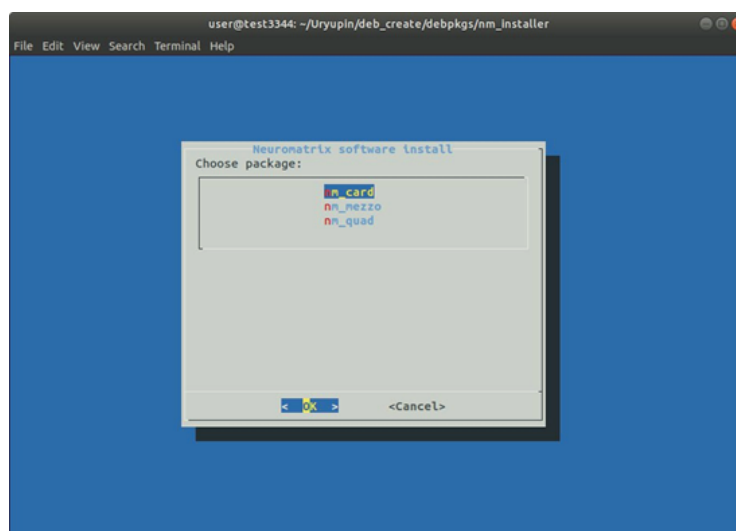 user@test3344: ~/Uryupin/deb_create/debpkgs/nm_installer
File Edit View Search Terminal Help
Neuromatrix software install
Choose package:
nm_card
nm_mezzo
nm_quad
< OK > <Cancel>